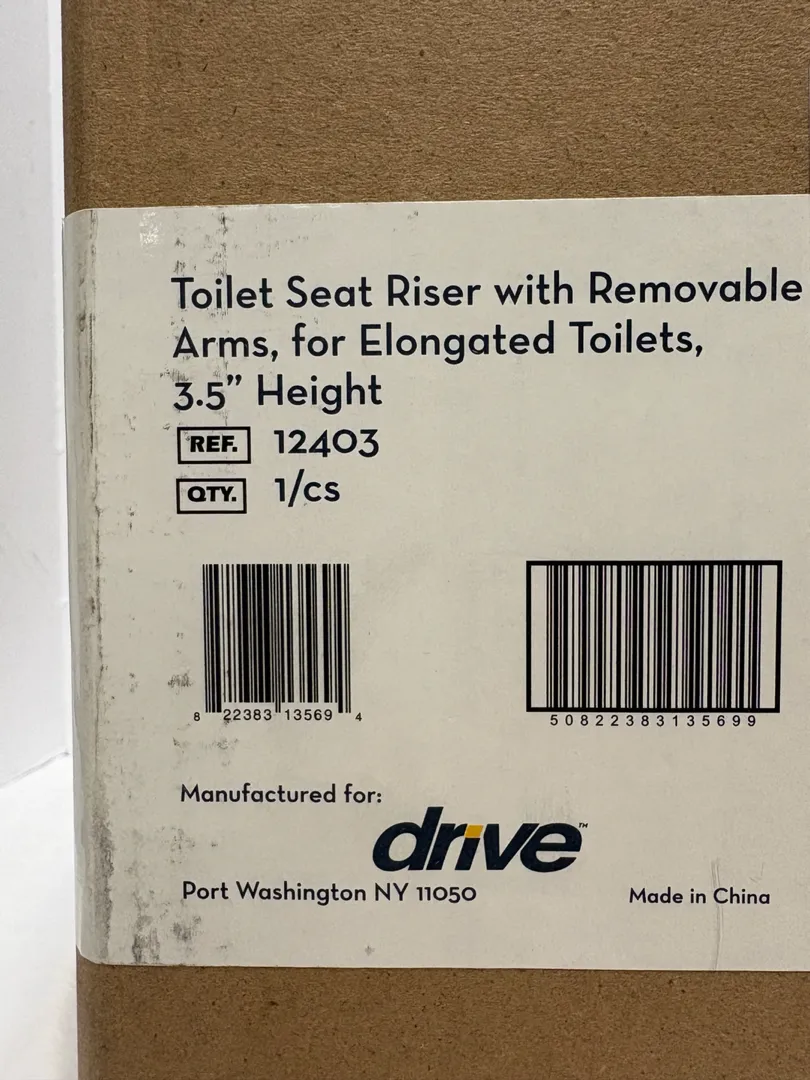 Toilet Seat Riser with Removable
Arms, for Elongated Toilets,
3.5” Height
REF. 12403
QTY. 1/cs
8 22383 13569 4
50822383135699
Manufactured for:
drive™
Port Washington NY 11050
Made in China